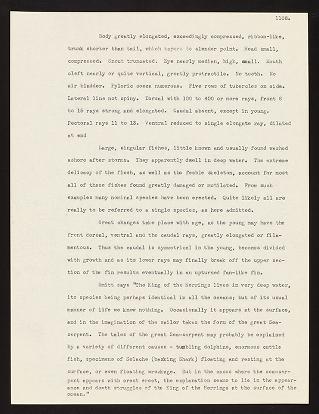 1108.
Body greatly elongated, exceedingly compressed, ribbon-like,
trunk shorter than tail, which tapers to slender point. Head small,
compressed. Snout truncated. Eye nearly median, high, small. Mouth
cleft nearly or quite vertical, greatly protractile. No teeth. No
air bladder. Pyloric caeca numerous. Five rows of tubercles on side.
Lateral line not spiny. Dorsal with 100 to 400 or more rays, front 8
to 15 rays strong and elongated. Caudal absent, except in young.
Pectoral rays 11 to 13. Ventral reduced to single elongate ray, dilated
at end
Large, singular fishes, little known and usually found washed
ashore after storms. They apparently dwell in deep water. The extreme
delicacy of the flesh, as well as the feeble skeleton, account for most
all of these fishes found greatly damaged or mutilated. From such
examples many nominal species have been erected. Quite likely all are
really to be referred to a single species, as here admitted.
Great changes take place with age, as the young may have the
front dorsal, ventral and the caudal rays, greatly elongated or fila-
mentous. Thus the caudal is symmetrical in the young, becomes divided
with growth and as its lower rays may finally break off the upper sec-
tion of the fin results eventually in an upturned fan-like fin.
Smitt says "The King of the Herrings lives in very deep water,
its species being perhaps identical in all the oceans; but of its usual
manner of life we know nothing. Occasionally it appears at the surface,
and in the imagination of the sailor takes the form of the great Sea-
serpent. The tales of the great Sea-serpent may probably be explained
by a variety of different causes - tumbling dolphins, enormous cuttle
fish, specimens of Selache (Basking Shark) floating and resting at the
surface, or even floating wreckage. But in the cases where the sea-ser-
pent appears with erect crest, the explanation seems to lie in the appear-
ance and death struggles of the King of the Herrings at the surface of the
ocean."